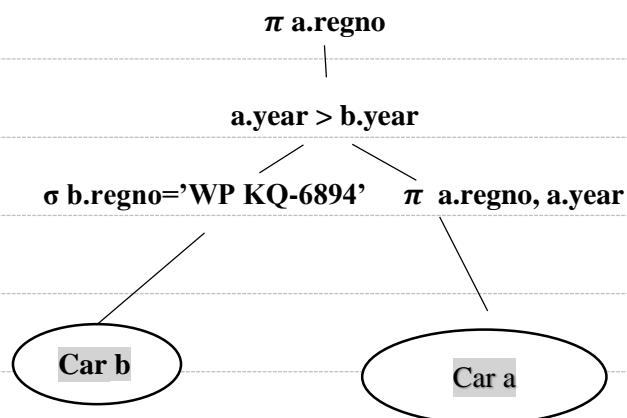 π a.regno
a.year > b.year
σ b.regno=’WP KQ-6894’ π a.regno, a.year
Car b
Car a